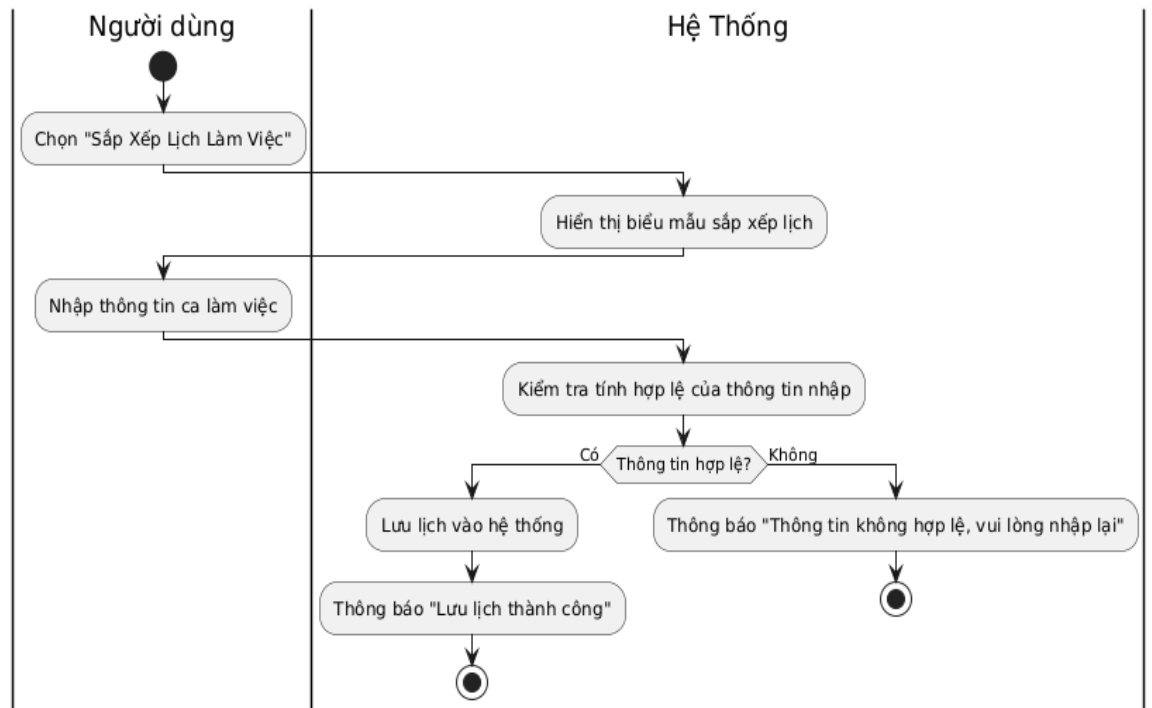 Người dùng
Hệ Thống
Chọn "Sắp Xếp Lịch Làm Việc"
Hiển thị biểu mẫu sắp xếp lịch
Nhập thông tin ca làm việc
Kiểm tra tính hợp lệ của thông tin nhập
Có
Thông tin hợp lệ?
Không
Lưu lịch vào hệ thống
Thông báo "Thông tin không hợp lệ, vui lòng nhập lại"
Thông báo "Lưu lịch thành công"